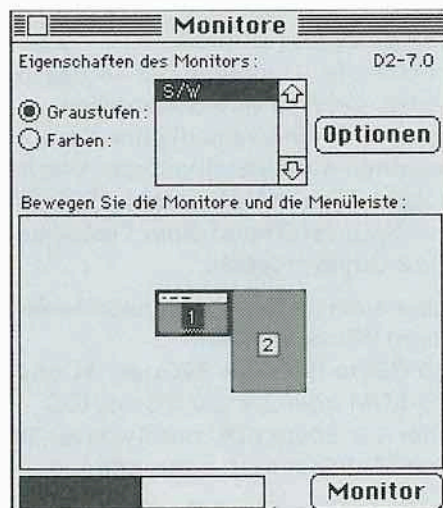 Monitore
Eigenschaften des Monitors: D2-7.0
S/W
Graustufen:
Farben:
Optionen
Bewegen Sie die Monitore und die Menüleiste:
1
2
Monitor